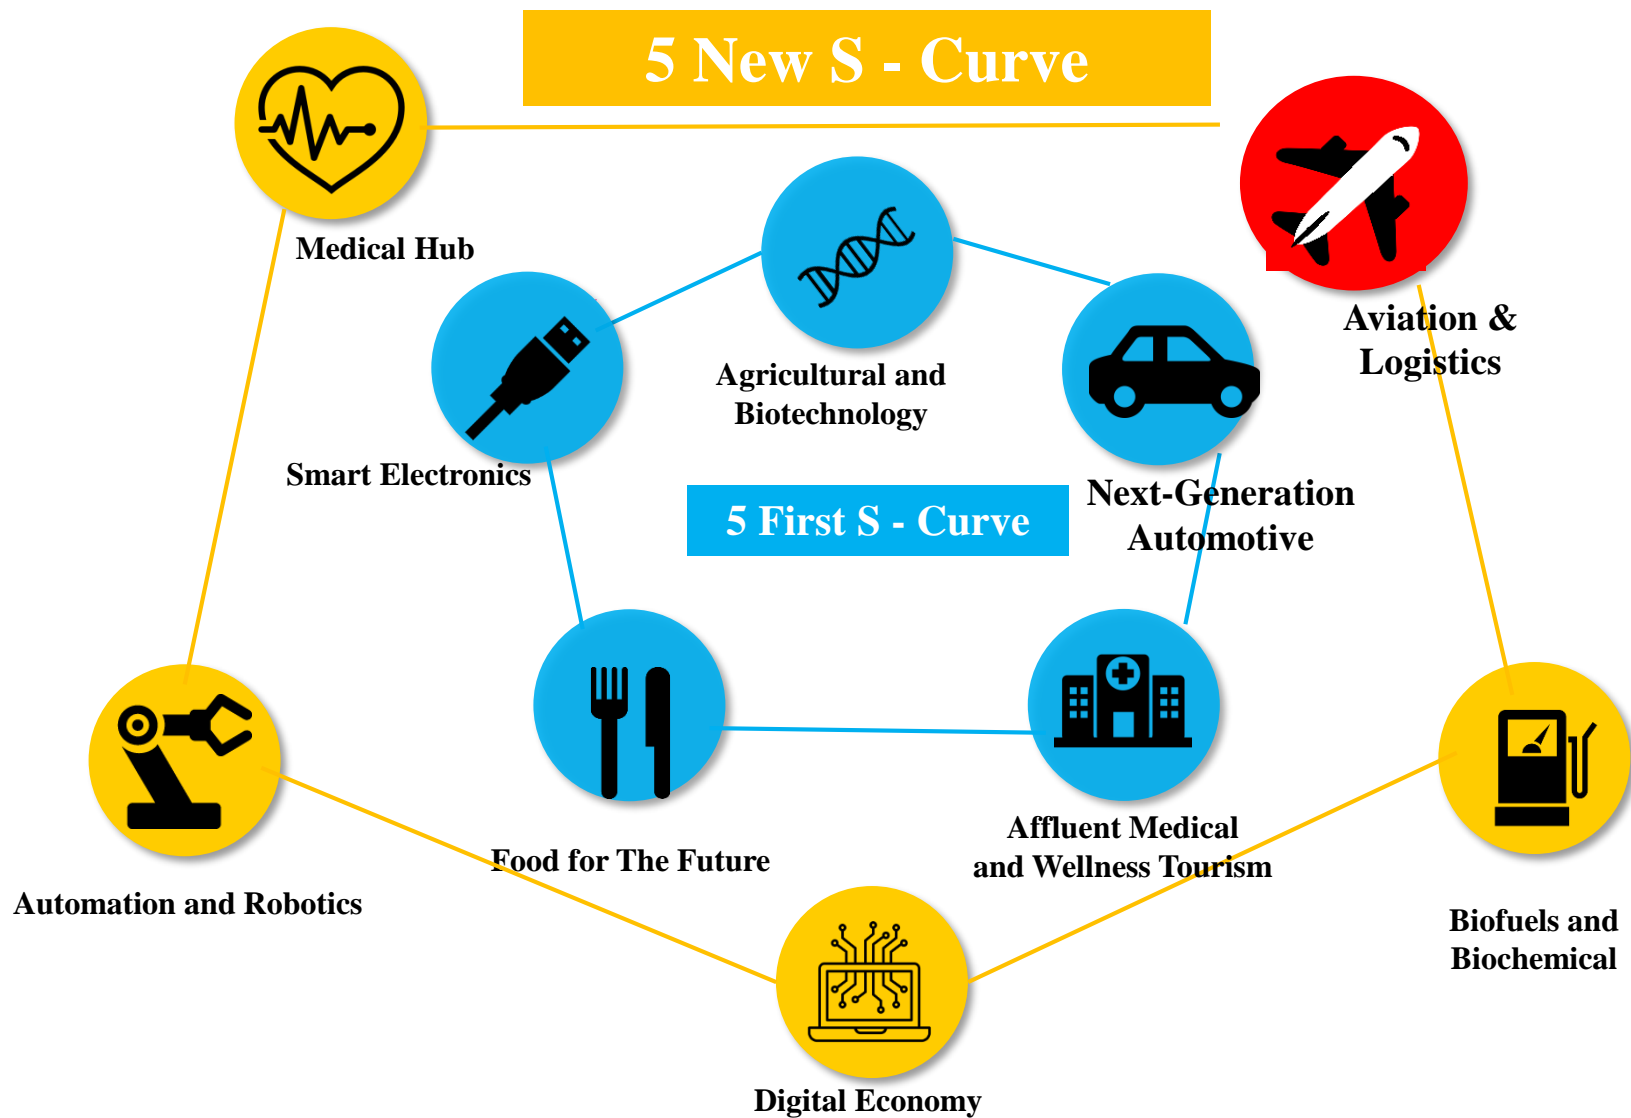 5 New S - Curve
Medical Hub
Aviation &
Logistics
Agricultural and
Biotechnology
Smart Electronics
Next-Generation
Automotive
5 First S - Curve
Food for The Future
Affluent Medical
and Wellness Tourism
Automation and Robotics
Biofuels and
Biochemical
Digital Economy